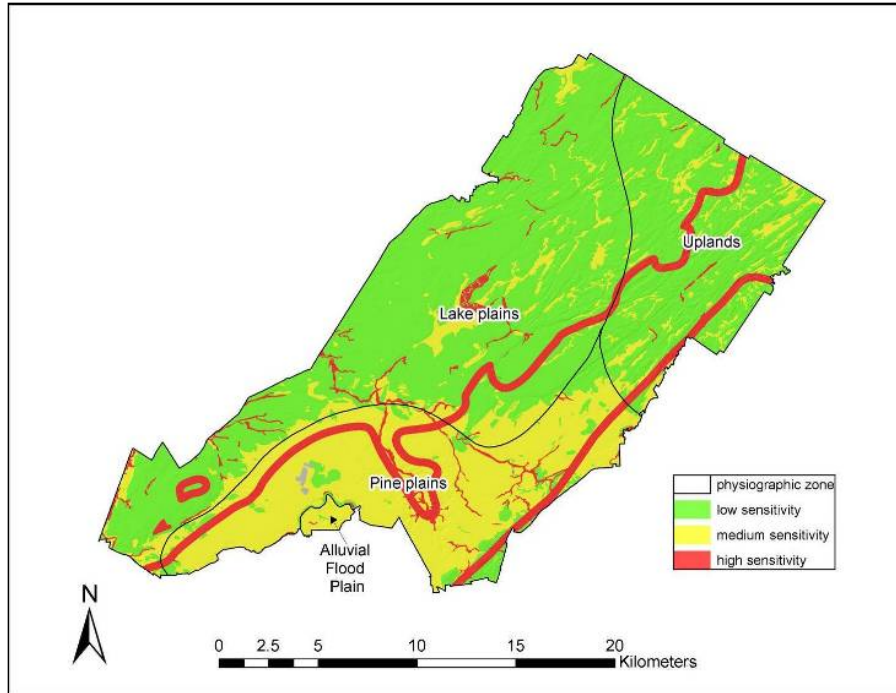 Uplands
Lake plains
Pine plains
Alluvial
Flood
Plain
physiographic zone
low sensitivity
medium sensitivity
high sensitivity
N
0 2.5 5 10 15 20
Kilometers